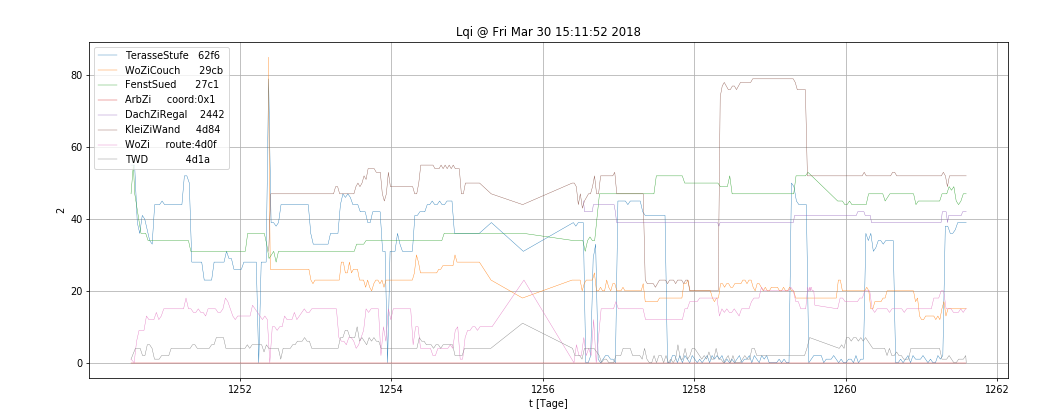 Lqi @ Fri Mar 30 15:11:52 2018
TerasseStufe 62f6
WoZiCouch 29cb
FenstSued 27c1
ArbZi coord:0x1
DachZiRegal 2442
KleiZiWand 4d84
WoZi route:4d0f
TWD 4d1a
80
60
40
20
0
2
1252 1254 1256 1258 1260 1262
t [Tage]